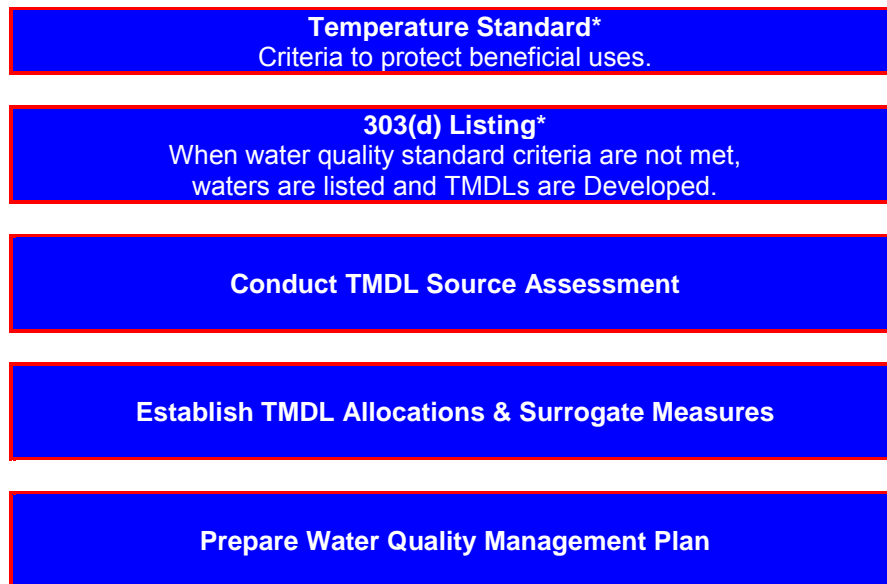 Temperature Standard*
Criteria to protect beneficial uses.
303(d) Listing*
When water quality standard criteria are not met,
waters are listed and TMDLs are Developed.
Conduct TMDL Source Assessment
Establish TMDL Allocations & Surrogate Measures
Prepare Water Quality Management Plan